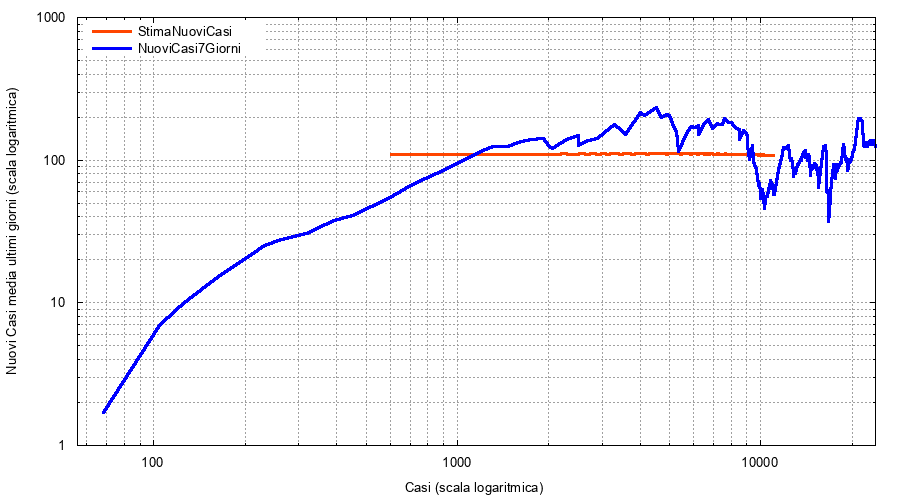 1000
StimaNuoviCasi
NuoviCasi7Giorni
100
10
1
100
1000
10000
Nuovi Casi media ultimi giorni (scala logaritmica)
Casi (scala logaritmica)